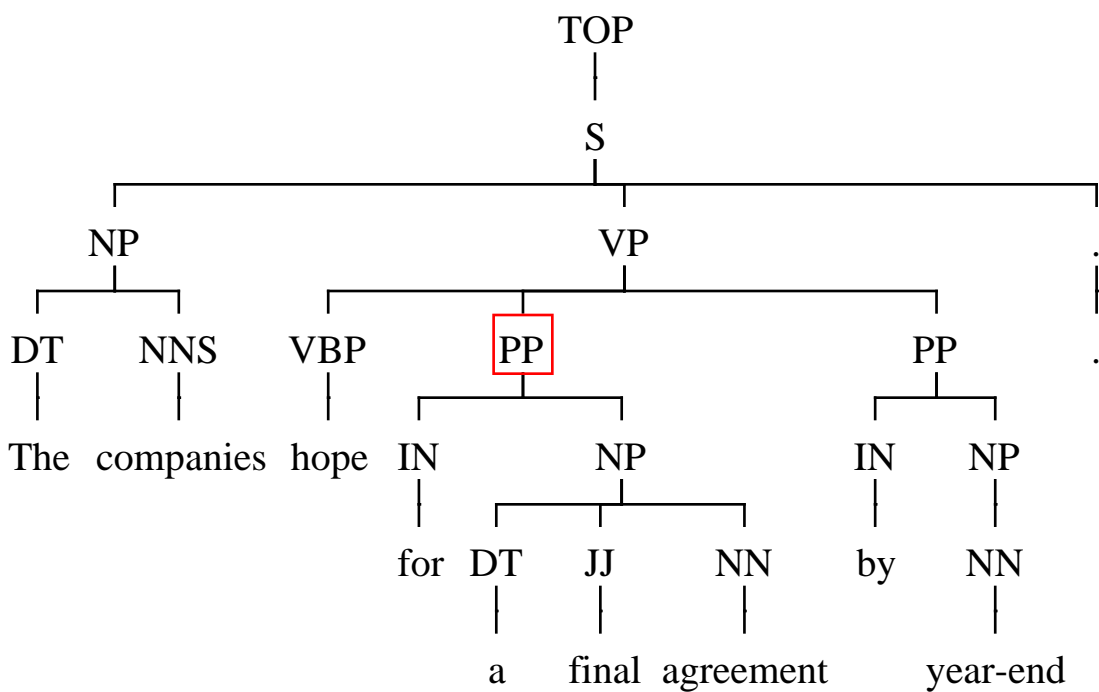 TOP
S
NP VP .
DT NNS VBP PP PP .
The companies hope IN NP IN NP
for DT JJ NN by NN
a final agreement year-end